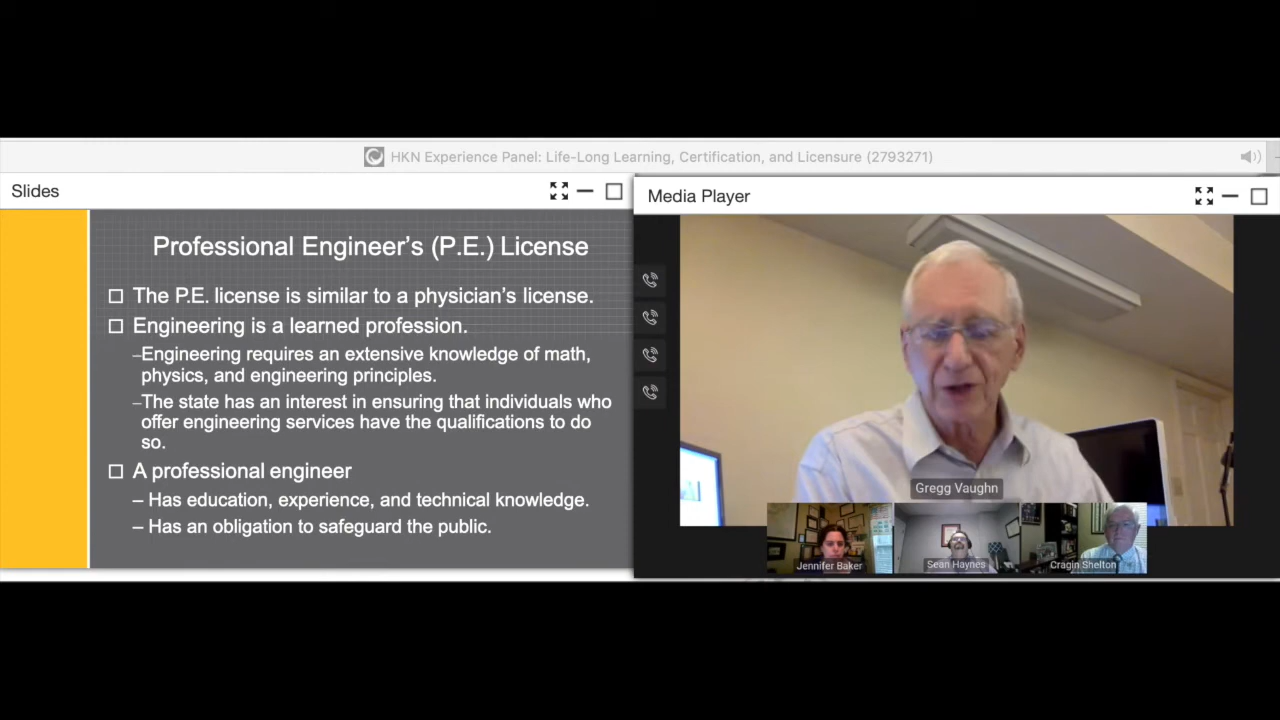 HKN Experience Panel: Life-Long Learning, Certification, and Licensure (2793271)
Slides
Professional Engineer’s (P.E.) License
The P.E. license is similar to a physician’s license.
Engineering is a learned profession.
–Engineering requires an extensive knowledge of math,
physics, and engineering principles.
–The state has an interest in ensuring that individuals who
offer engineering services have the qualifications to do
so.
A professional engineer
– Has education, experience, and technical knowledge.
– Has an obligation to safeguard the public.
Media Player
Gregg Vaughn
Jennifer Baker
Sean Haynes
Cragin Shelton